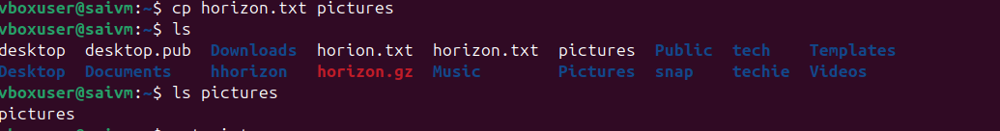 vboxuser@saivm:~$ cp horizon.txt pictures
vboxuser@saivm:~$ ls
desktop desktop.pub Downloads horion.txt horizon.txt pictures Public tech Templates
Desktop Documents hhorizon horizon.gz Music Pictures snap techie Videos
vboxuser@saivm:~$ ls pictures
pictures